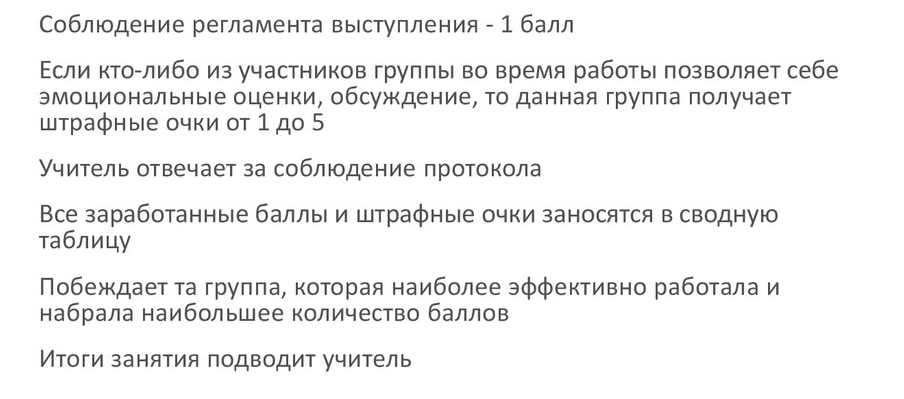 Соблюдение регламента выступления - 1 балл
Если кто-либо из участников группы во время работы позволяет себе
эмоциональные оценки, обсуждение, то данная группа получает
штрафные очки от 1 до 5
Учитель отвечает за соблюдение протокола
Все заработанные баллы и штрафные очки заносятся в сводную
таблицу
Побеждает та группа, которая наиболее эффективно работала и
набрала наибольшее количество баллов
Итоги занятия подводит учитель